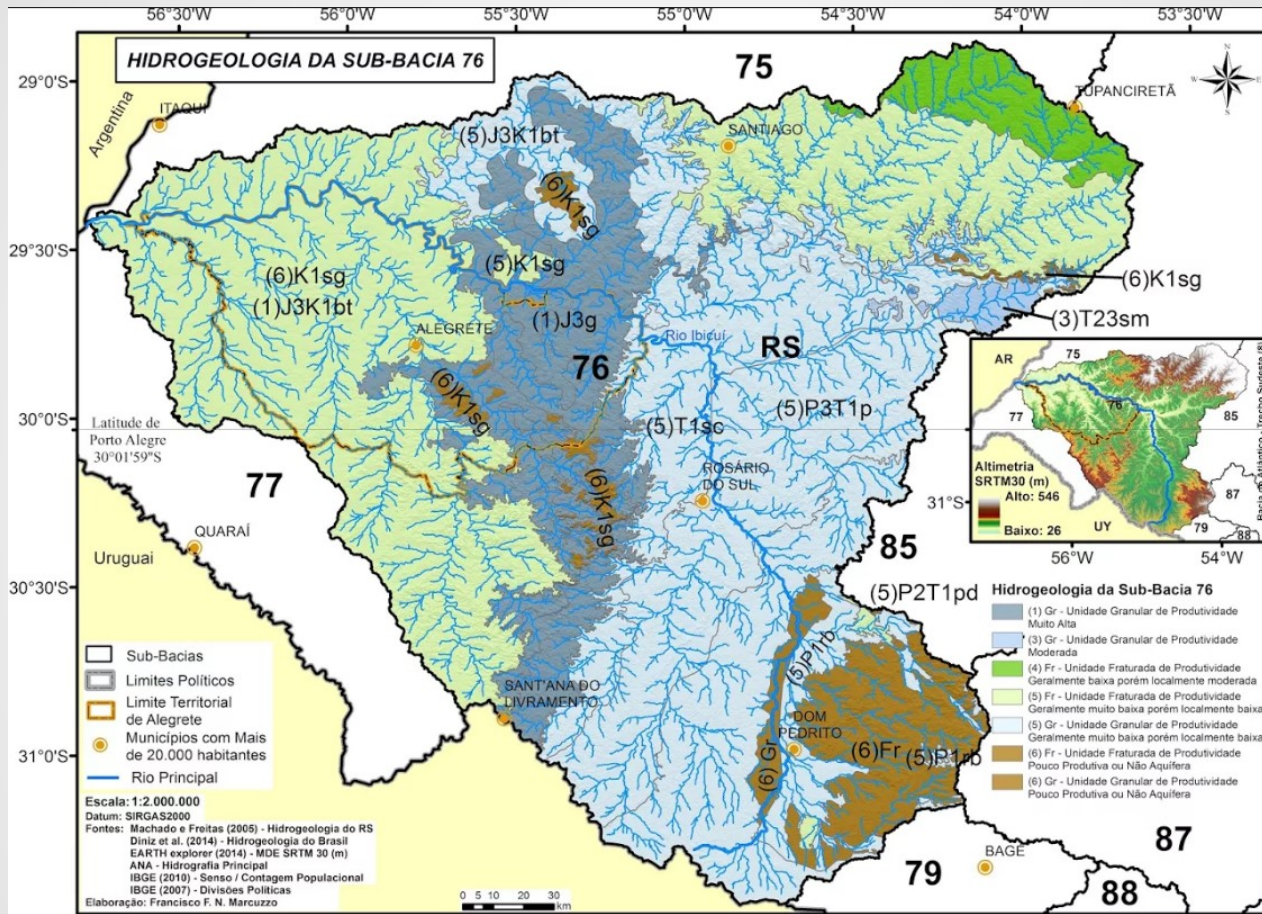 56°30'O
56°00'O
55°30'O
55°00'O
54°30'O
54°00'O
53°30'O
HIDROGEOLOGIA DA SUB-BACIA 76
29°0'S
29°30'S
30°0'S
30°30'S
31°0'S
Argentina
ITAQUI
75
TUPANCIRETÃ
SANTIAGO
(5)J3K1bt
(6)K1sg
(5)K1sg
(6)K1sg
(1)J3K1bt
(1)J3g
(6)K1sg
(3)T23sm
ALEGRETE
76
Rio Ibicuí
RS
(6)K1sg
(5)T1sc
(5)P3T1p
Latitude de
Porto Alegre
30°01'59"S
77
ROSÁRIO
DO SUL
(6)K1sg
QUARAÍ
Uruguai
85
(5)P2T1pd
(5)P1rb
SANT'ANA DO
LIVRAMENTO
DOM
PEDRITO
(6) Gr
(6)Fr
(5)P1rb
79
BAGÉ
88
87
AR
75
76
77
85
87
79
88
UY
Altimetria
SRTM30 (m)
Alto: 546
Baixo: 26
31°S
56°O
54°O
Hidrogeologia da Sub-Bacia 76
(1) Gr - Unidade Granular de Produtividade
Muito Alta
(3) Gr - Unidade Granular de Produtividade
Moderada
(4) Fr - Unidade Fraturada de Produtividade
Geralmente baixa porém localmente moderada
(5) Fr - Unidade Fraturada de Produtividade
Geralmente muito baixa porém localmente baixa
(5) Gr - Unidade Granular de Produtividade
Geralmente muito baixa porém localmente baixa
(6) Fr - Unidade Fraturada de Produtividade
Pouco Produtiva ou Não Aquífera
(6) Gr - Unidade Granular de Produtividade
Pouco Produtiva ou Não Aquífera
Sub-Bacias
Limites Políticos
Limite Territorial
de Alegrete
Municípios com Mais
de 20.000 habitantes
Rio Principal
Escala: 1:2.000.000
Datum: SIRGAS2000
Fontes: Machado e Freitas (2005) - Hidrogeologia do RS
Diniz et al. (2014) - Hidrogeologia do Brasil
EARTH explorer (2014) - MDE SRTM 30 (m)
ANA - Hidrografia Principal
IBGE (2010) - Senso / Contagem Populacional
IBGE (2007) - Divisões Políticas
Elaboração: Francisco F. N. Marcuzzo
0 5 10 20 30
km
N
W
E
S